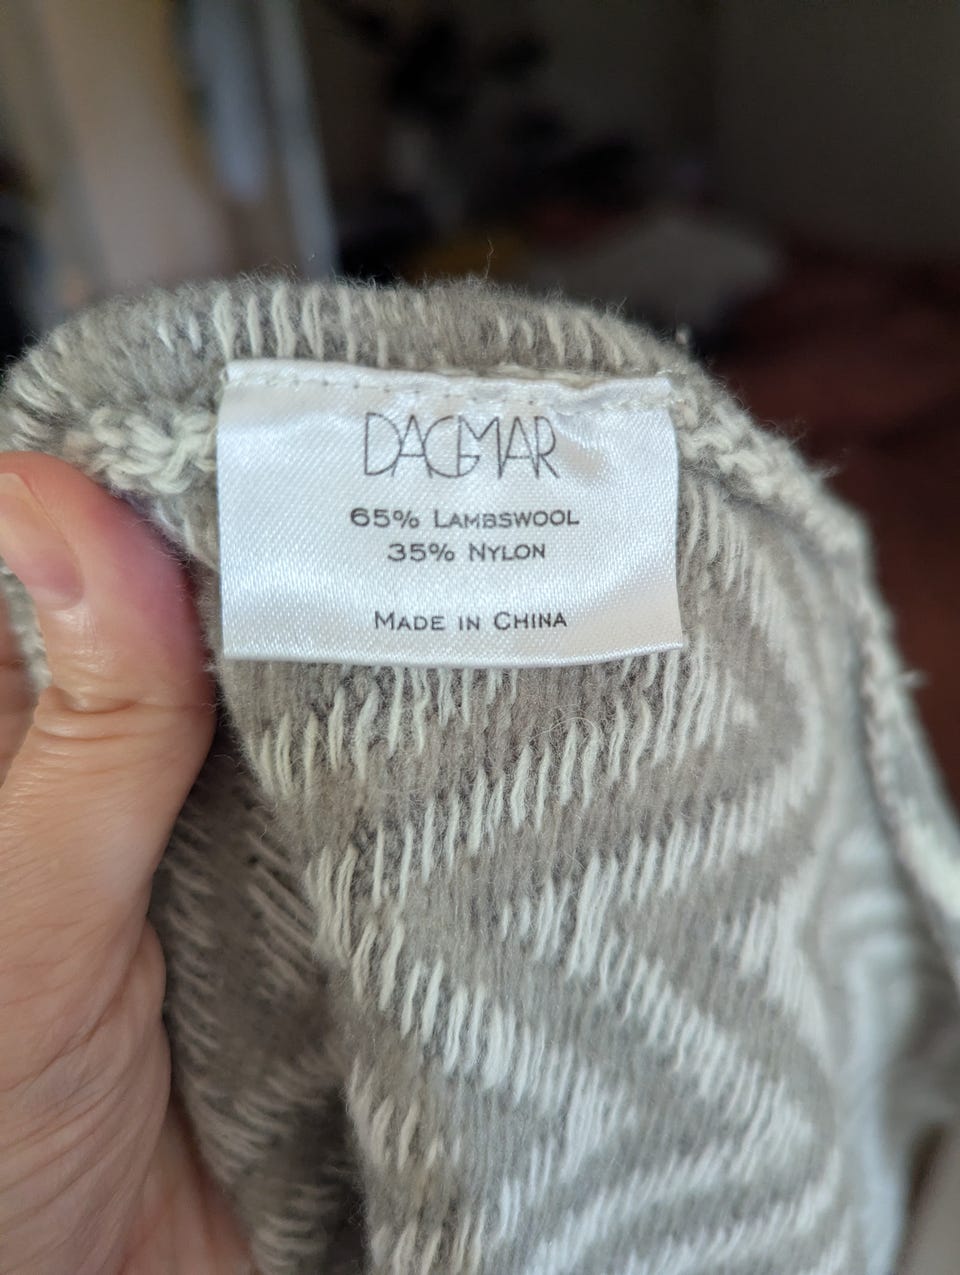 DAGMAR
65% LAMBSWOOL
35% NYLON
MADE IN CHINA